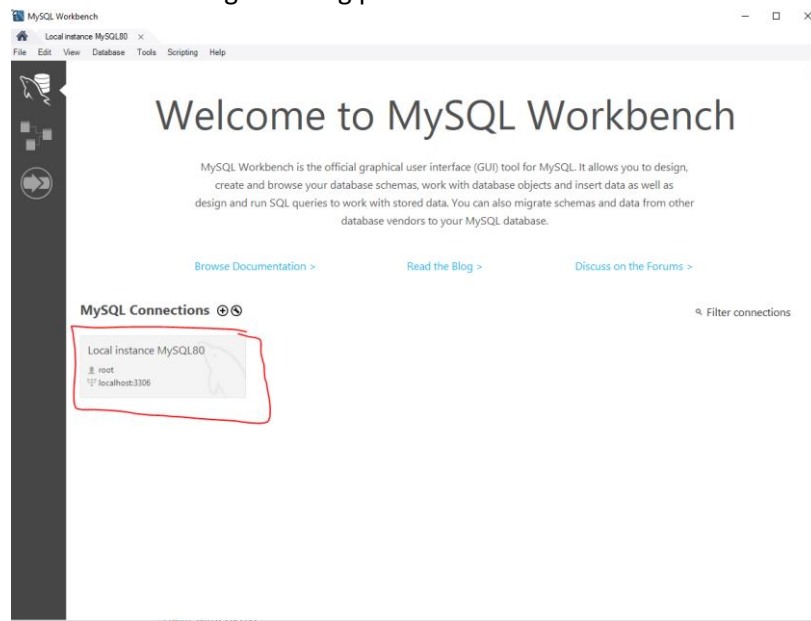 MySQL Workbench
Local instance MySQL80 ×
File Edit View Database Tools Scripting Help
Welcome to MySQL Workbench
MySQL Workbench is the official graphical user interface (GUI) tool for MySQL. It allows you to design,
create and browse your database schemas, work with database objects and insert data as well as
design and run SQL queries to work with stored data. You can also migrate schemas and data from other
database vendors to your MySQL database.
Browse Documentation > Read the Blog > Discuss on the Forums >
MySQL Connections
Filter connections
Local instance MySQL80
root
localhost:3306